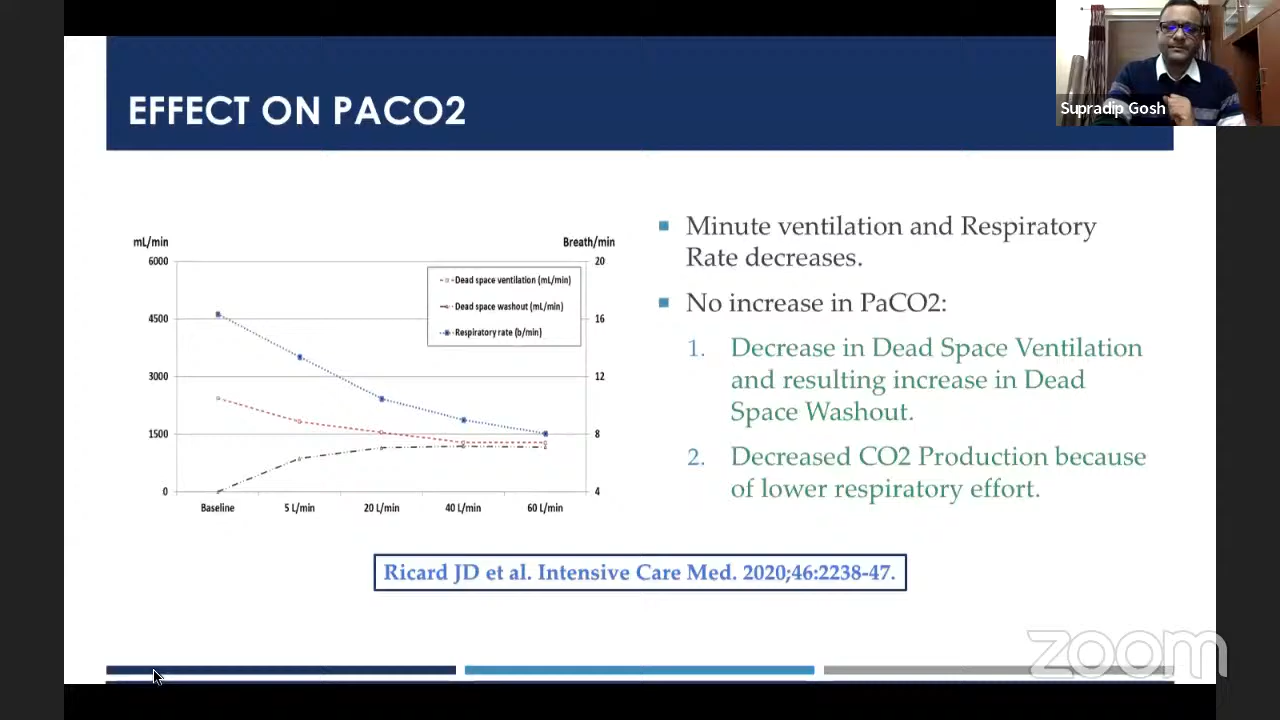 EFFECT ON PACO2
Supradip Gosh
mL/min
Breath/min
6000
4500
3000
1500
0
20
16
12
8
4
Dead space ventilation (mL/min)
Dead space washout (mL/min)
Respiratory rate (b/min)
Baseline
5 L/min
20 L/min
40 L/min
60 L/min
Minute ventilation and Respiratory
Rate decreases.
No increase in PaCO2:
1. Decrease in Dead Space Ventilation
and resulting increase in Dead
Space Washout.
2. Decreased CO2 Production because
of lower respiratory effort.
Ricard JD et al. Intensive Care Med. 2020;46:2238-47.
zoom